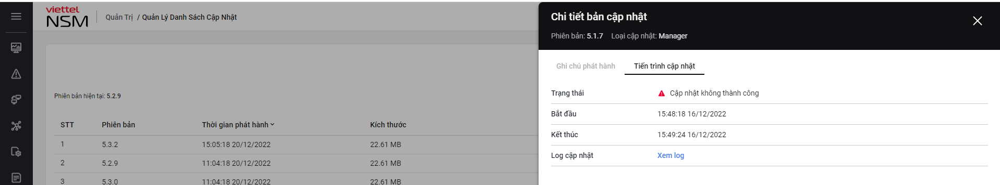 viettel
NSM
Quản Trị / Quản Lý Danh Sách Cập Nhật
Phiên bản hiện tại: 5.2.9
STT Phiên bản Thời gian phát hành Kích thước
1 5.3.2 15:05:18 20/12/2022 22.61 MB
2 5.2.9 11:04:18 20/12/2022 22.61 MB
3 5.3.0 11:04:18 20/12/2022 22.61 MB
Chi tiết bản cập nhật
Phiên bản: 5.1.7 Loại cập nhật: Manager
Ghi chú phát hành Tiến trình cập nhật
Trạng thái Cập nhật không thành công
Bắt đầu 15:48:18 16/12/2022
Kết thúc 15:49:24 16/12/2022
Log cập nhật Xem log